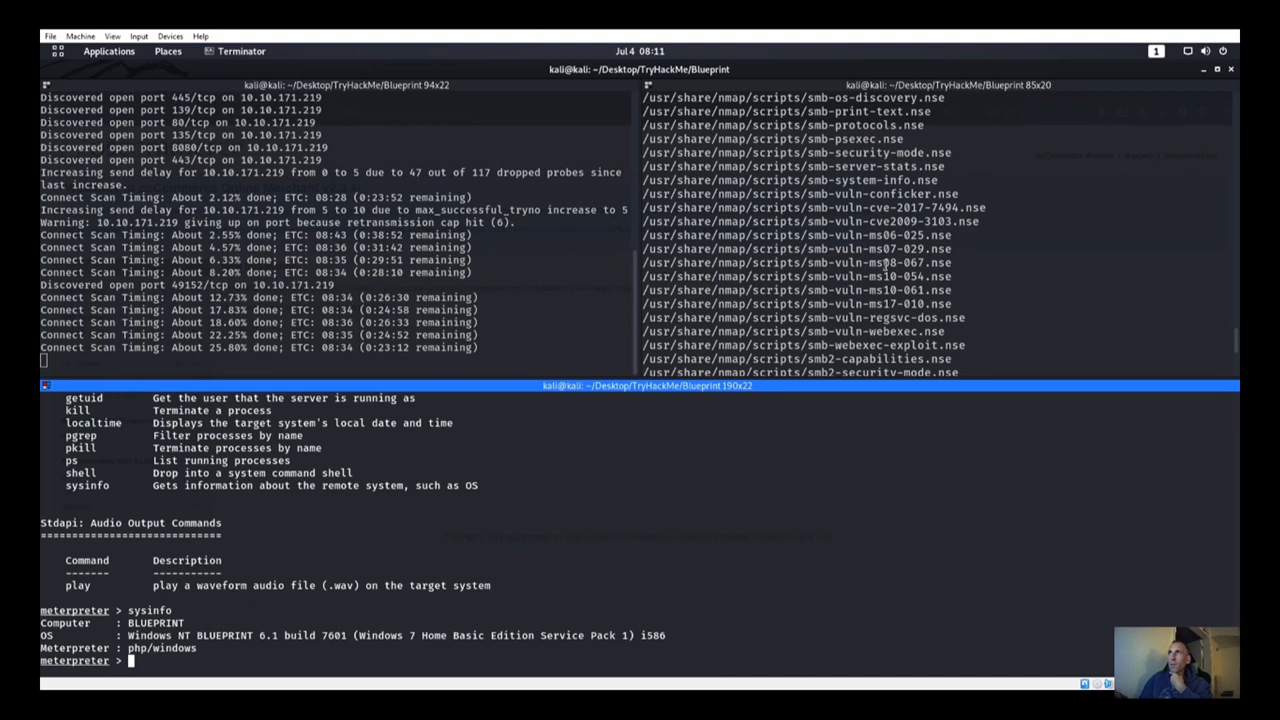 File Machine View Input Devices Help
Applications Places Terminator Jul 4 08:11 1
kali@kali: ~/Desktop/TryHackMe/Blueprint
kali@kali: ~/Desktop/TryHackMe/Blueprint 94x22
Discovered open port 445/tcp on 10.10.171.219
Discovered open port 139/tcp on 10.10.171.219
Discovered open port 80/tcp on 10.10.171.219
Discovered open port 135/tcp on 10.10.171.219
Discovered open port 8080/tcp on 10.10.171.219
Discovered open port 443/tcp on 10.10.171.219
Increasing send delay for 10.10.171.219 from 0 to 5 due to 47 out of 117 dropped probes since
last increase.
Connect Scan Timing: About 2.12% done; ETC: 08:28 (0:23:52 remaining)
Increasing send delay for 10.10.171.219 from 5 to 10 due to max_successful_tryno increase to 5
Warning: 10.10.171.219 giving up on port because retransmission cap hit (6).
Connect Scan Timing: About 2.55% done; ETC: 08:43 (0:38:52 remaining)
Connect Scan Timing: About 4.57% done; ETC: 08:36 (0:31:42 remaining)
Connect Scan Timing: About 6.33% done; ETC: 08:35 (0:29:51 remaining)
Connect Scan Timing: About 8.20% done; ETC: 08:34 (0:28:10 remaining)
Discovered open port 49152/tcp on 10.10.171.219
Connect Scan Timing: About 12.73% done; ETC: 08:34 (0:26:30 remaining)
Connect Scan Timing: About 17.83% done; ETC: 08:34 (0:24:58 remaining)
Connect Scan Timing: About 18.60% done; ETC: 08:36 (0:26:33 remaining)
Connect Scan Timing: About 22.25% done; ETC: 08:35 (0:24:52 remaining)
Connect Scan Timing: About 25.80% done; ETC: 08:34 (0:23:12 remaining)
kali@kali: ~/Desktop/TryHackMe/Blueprint 85x20
/usr/share/nmap/scripts/smb-os-discovery.nse
/usr/share/nmap/scripts/smb-print-text.nse
/usr/share/nmap/scripts/smb-protocols.nse
/usr/share/nmap/scripts/smb-psexec.nse
/usr/share/nmap/scripts/smb-security-mode.nse
/usr/share/nmap/scripts/smb-server-stats.nse
/usr/share/nmap/scripts/smb-system-info.nse
/usr/share/nmap/scripts/smb-vuln-conficker.nse
/usr/share/nmap/scripts/smb-vuln-cve-2017-7494.nse
/usr/share/nmap/scripts/smb-vuln-cve2009-3103.nse
/usr/share/nmap/scripts/smb-vuln-ms06-025.nse
/usr/share/nmap/scripts/smb-vuln-ms07-029.nse
/usr/share/nmap/scripts/smb-vuln-ms08-067.nse
/usr/share/nmap/scripts/smb-vuln-ms10-054.nse
/usr/share/nmap/scripts/smb-vuln-ms10-061.nse
/usr/share/nmap/scripts/smb-vuln-ms17-010.nse
/usr/share/nmap/scripts/smb-vuln-regsvc-dos.nse
/usr/share/nmap/scripts/smb-vuln-webexec.nse
/usr/share/nmap/scripts/smb-webexec-exploit.nse
/usr/share/nmap/scripts/smb2-capabilities.nse
/usr/share/nmap/scripts/smb2-security-mode.nse
kali@kali: ~/Desktop/TryHackMe/Blueprint 190x22
getuid Get the user that the server is running as
kill Terminate a process
localtime Displays the target system's local date and time
pgrep Filter processes by name
pkill Terminate processes by name
ps List running processes
shell Drop into a system command shell
sysinfo Gets information about the remote system, such as OS
Stdapi: Audio Output Commands
=============================
Command Description
------- -----------
play play a waveform audio file (.wav) on the target system
meterpreter > sysinfo
Computer : BLUEPRINT
OS : Windows NT BLUEPRINT 6.1 build 7601 (Windows 7 Home Basic Edition Service Pack 1) i586
Meterpreter : php/windows
meterpreter >